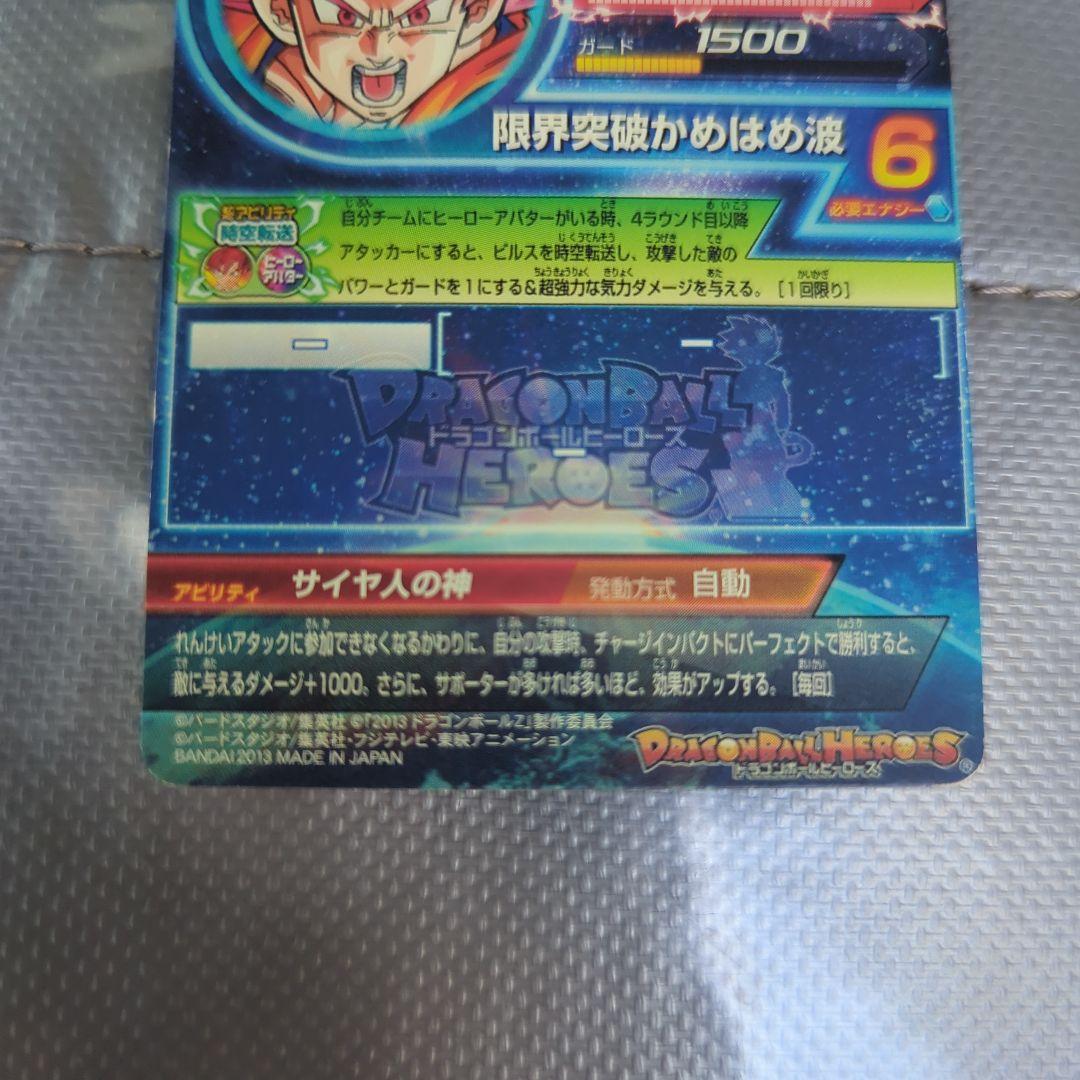 ガード 1500
限界突破かめはめ波 6
必要エナジー
超アビリティ
時空転送
ヒーローアバター
自分チームにヒーローアバターがいる時、4ラウンド目以降
アタッカーにすると、ビルスを時空転送し、攻撃した敵の
パワーとガードを1にする&超強力な気力ダメージを与える。[1回限り]
ー [ー]
DRAGONBALL
ドラゴンボールヒーローズ
ー
HEROES
アビリティ サイヤ人の神 発動方式 自動
れんけいアタックに参加できなくなるかわりに、自分の攻撃時、チャージインパクトにパーフェクトで勝利すると、
敵に与えるダメージ+1000、さらに、サポーターが多ければ多いほど、効果がアップする。[毎回]
©バードスタジオ/集英社 ©「2013 ドラゴンボールZ」製作委員会
©バードスタジオ/集英社・フジテレビ・東映アニメーション
BANDAI 2013 MADE IN JAPAN
DRAGONBALL HEROES®
ドラゴンボールヒーローズ